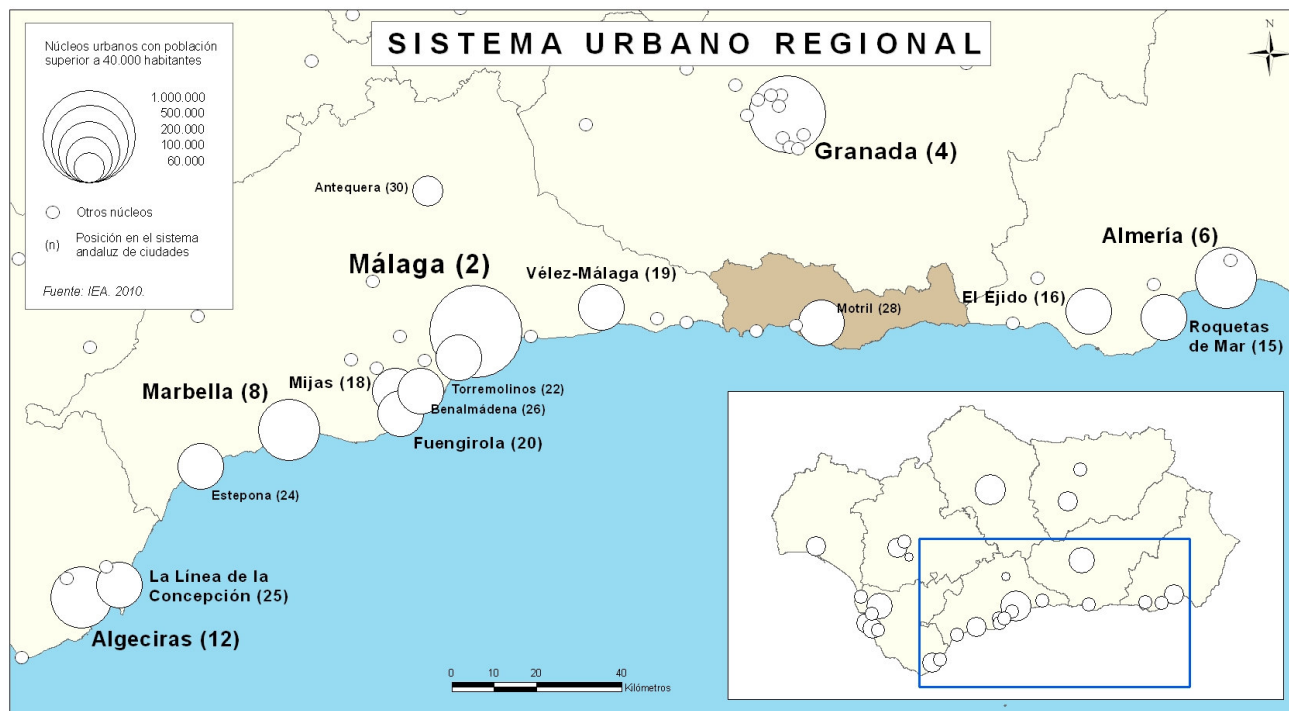 SISTEMA URBANO REGIONAL
N
Núcleos urbanos con población
superior a 40.000 habitantes
1.000.000
500.000
200.000
100.000
60.000
Otros núcleos
(n) Posición en el sistema
andaluz de ciudades
Fuente: IEA. 2010.
Granada (4)
Antequera (30)
Almería (6)
Málaga (2)
Vélez-Málaga (19)
El Ejido (16)
Motril (28)
Roquetas
de Mar (15)
Mijas (18)
Marbella (8)
Torremolinos (22)
Benalmádena (26)
Fuengirola (20)
Estepona (24)
La Línea de la
Concepción (25)
Algeciras (12)
0 10 20 40
Kilómetros